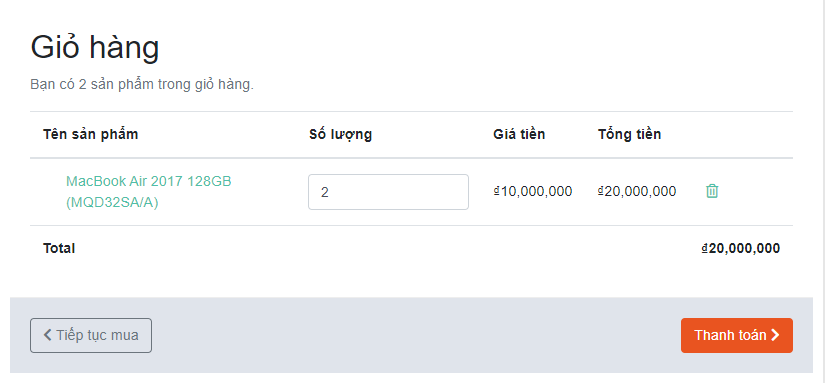 Giỏ hàng
Bạn có 2 sản phẩm trong giỏ hàng.
Tên sản phẩm Số lượng Giá tiền Tổng tiền
MacBook Air 2017 128GB
(MQD32SA/A) 2 ₫10,000,000 ₫20,000,000
Total ₫20,000,000
Tiếp tục mua Thanh toán